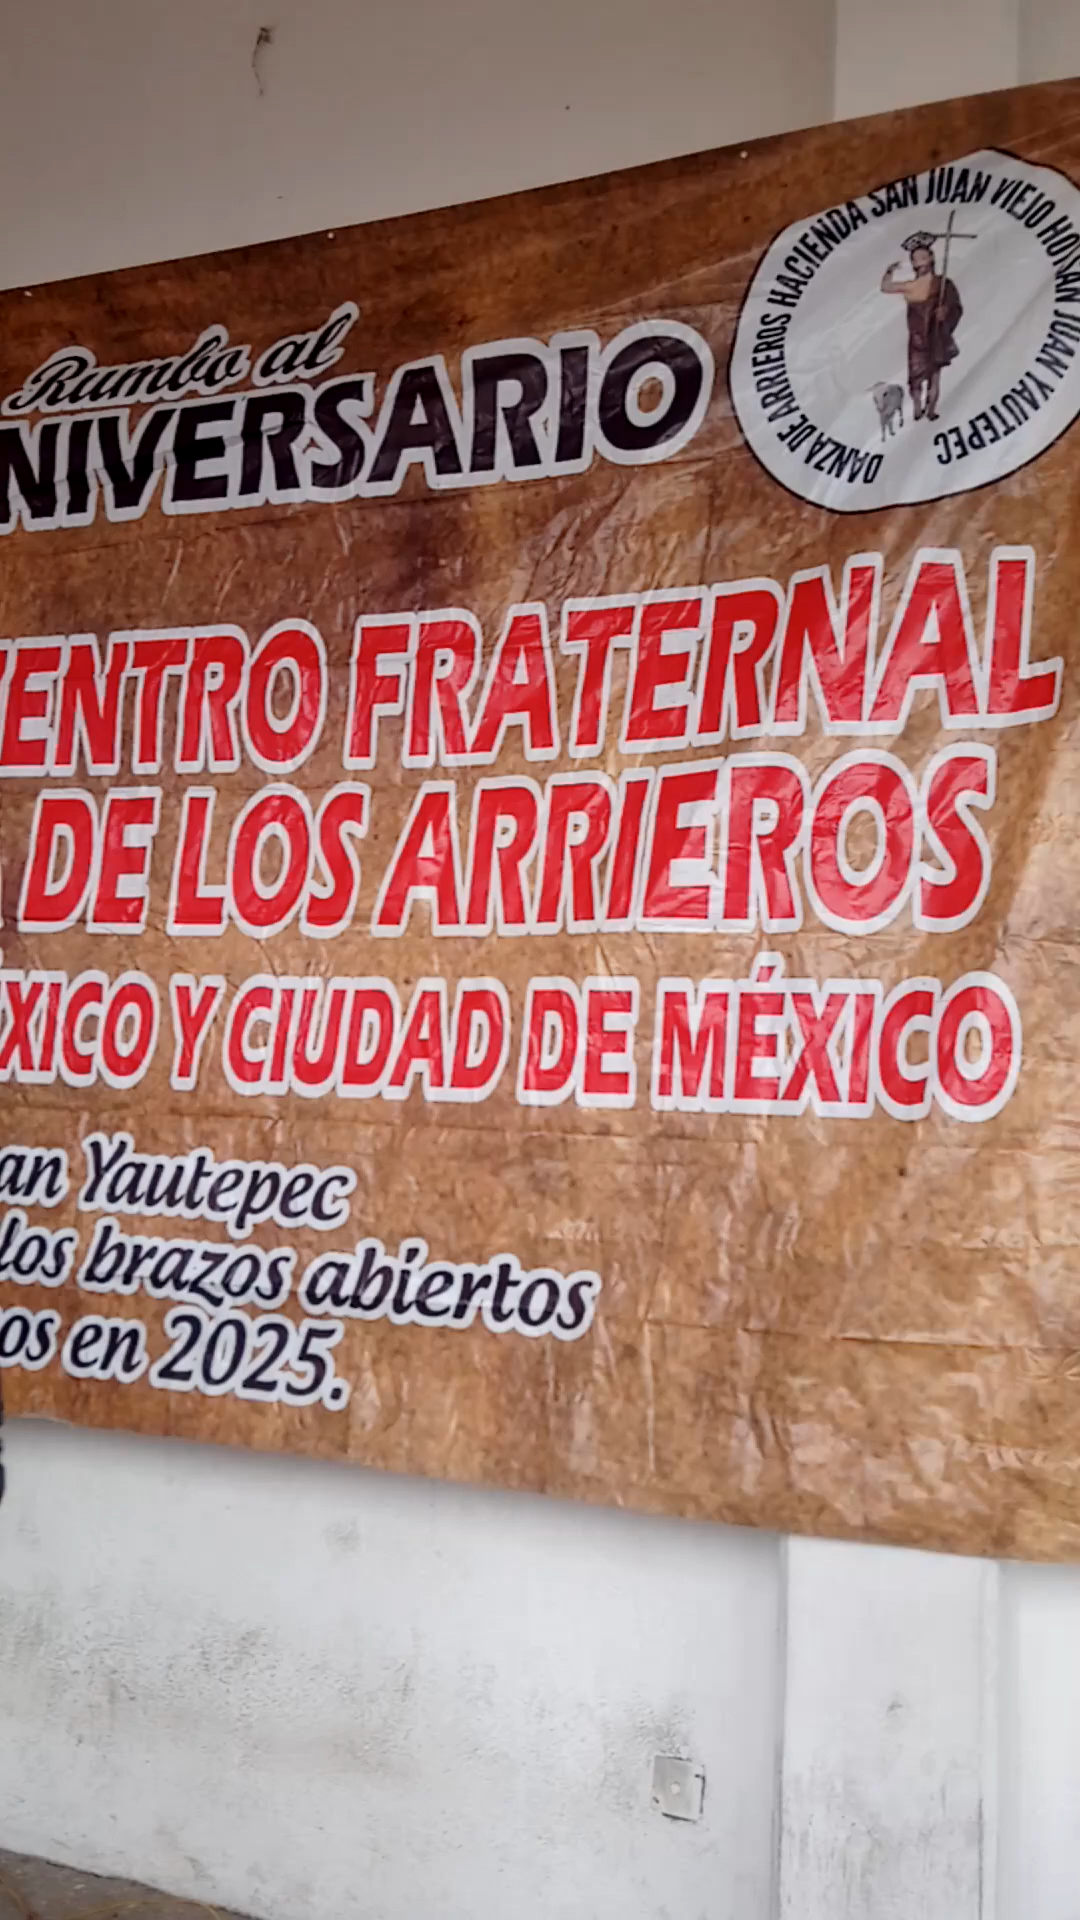 Rumbo al
NIVERSARIO
DANZA DE ARRIEROS HACIENDA SAN JUAN VIEJO HOY SAN JUAN YAUTEPEC
ENTRO FRATERNAL
DE LOS ARRIEROS
XICO Y CIUDAD DE MÉXICO
an Yautepec
los brazos abiertos
os en 2025.